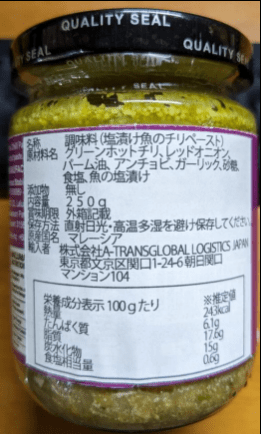 QUALITY SEAL
QUALITY SEAL
SEAL
名称 調味料(塩漬け魚のチリペースト)
原材料名 グリーンホットチリ、レッドオニオン、
パーム油、アンチョビ、ガーリック、砂糖、
食塩、魚の塩漬け
添加物 無し
内容量 250g
賞味期限 外箱記載
保存方法 直射日光・高温多湿を避け保存してください。
原産国名 マレーシア
輸入者 株式会社A-TRANSGLOBAL LOGISTICS JAPAN
東京都文京区関口1-24-6 朝日関口
マンション104
栄養成分表示 100gたり ※推定値
熱量 243kcal
たんぱく質 6.1g
脂質 17.6g
炭水化物 15g
食塩相当量 0.6g